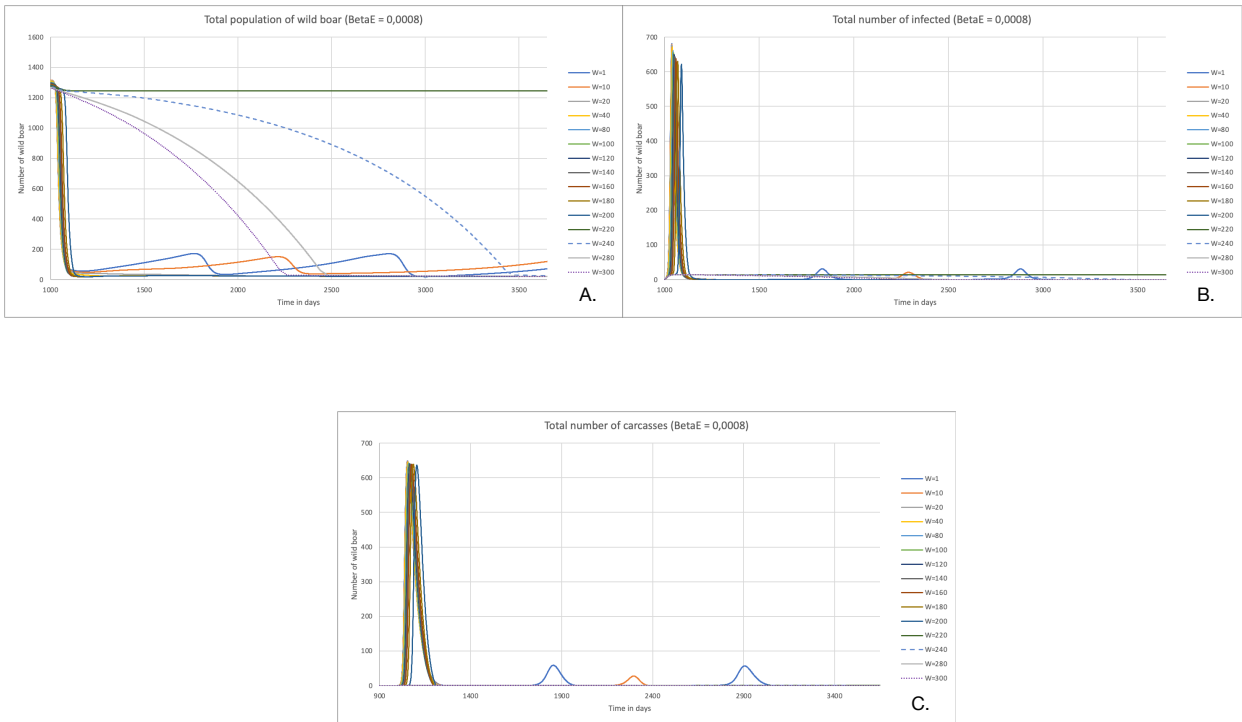 Total population of wild boar (BetaE = 0,0008)
1600
1400
1200
1000
800
600
400
200
0
Number of wild boar
1000
1500
2000
2500
3000
3500
Time in days
W=1
W=10
W=20
W=40
W=80
W=100
W=120
W=140
W=160
W=180
W=200
W=220
W=240
W=280
W=300
A.
Total number of infected (BetaE = 0,0008)
700
600
500
400
300
200
100
0
Number of wild boar
1000
1500
2000
2500
3000
3500
Time in days
W=1
W=10
W=20
W=40
W=80
W=100
W=120
W=140
W=160
W=180
W=200
W=220
W=240
W=280
W=300
B.
Total number of carcasses (BetaE = 0,0008)
700
600
500
400
300
200
100
0
Number of wild boar
900
1400
1900
2400
2900
3400
Time in days
W=1
W=10
W=20
W=40
W=80
W=100
W=120
W=140
W=160
W=180
W=200
W=220
W=240
W=280
W=300
C.